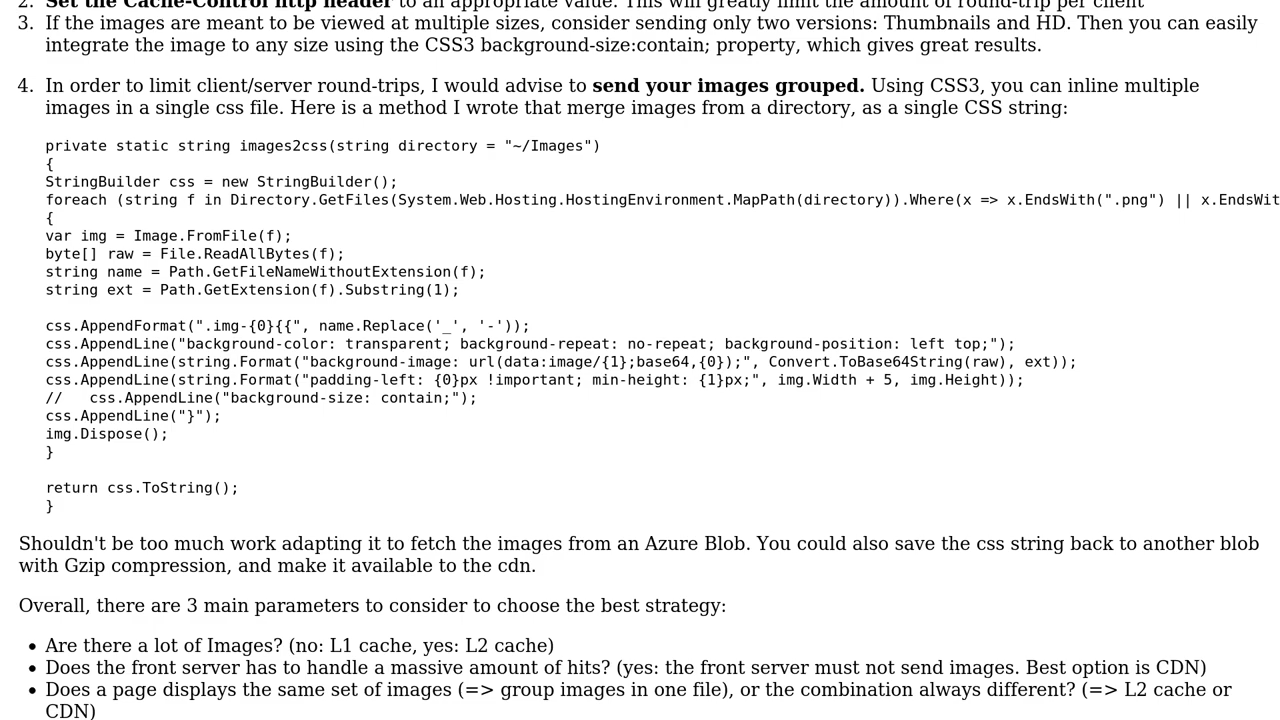 2. Set the Cache-Control http header to an appropriate value. This will greatly limit the amount of round-trip per client
3. If the images are meant to be viewed at multiple sizes, consider sending only two versions: Thumbnails and HD. Then you can easily
integrate the image to any size using the CSS3 background-size:contain; property, which gives great results.
4. In order to limit client/server round-trips, I would advise to send your images grouped. Using CSS3, you can inline multiple
images in a single css file. Here is a method I wrote that merge images from a directory, as a single CSS string:
private static string images2css(string directory = "~/Images")
{
StringBuilder css = new StringBuilder();
foreach (string f in Directory.GetFiles(System.Web.Hosting.HostingEnvironment.MapPath(directory)).Where(x => x.EndsWith(".png") || x.EndsWit
{
var img = Image.FromFile(f);
byte[] raw = File.ReadAllBytes(f);
string name = Path.GetFileNameWithoutExtension(f);
string ext = Path.GetExtension(f).Substring(1);
css.AppendFormat(".img-{0}{{", name.Replace('_', '-'));
css.AppendLine("background-color: transparent; background-repeat: no-repeat; background-position: left top;");
css.AppendLine(string.Format("background-image: url(data:image/{1};base64,{0});", Convert.ToBase64String(raw), ext));
css.AppendLine(string.Format("padding-left: {0}px !important; min-height: {1}px;", img.Width + 5, img.Height));
//   css.AppendLine("background-size: contain;");
css.AppendLine("}");
img.Dispose();
}
return css.ToString();
}
Shouldn't be too much work adapting it to fetch the images from an Azure Blob. You could also save the css string back to another blob
with Gzip compression, and make it available to the cdn.
Overall, there are 3 main parameters to consider to choose the best strategy:
• Are there a lot of Images? (no: L1 cache, yes: L2 cache)
• Does the front server has to handle a massive amount of hits? (yes: the front server must not send images. Best option is CDN)
• Does a page displays the same set of images (=> group images in one file), or the combination always different? (=> L2 cache or
CDN)